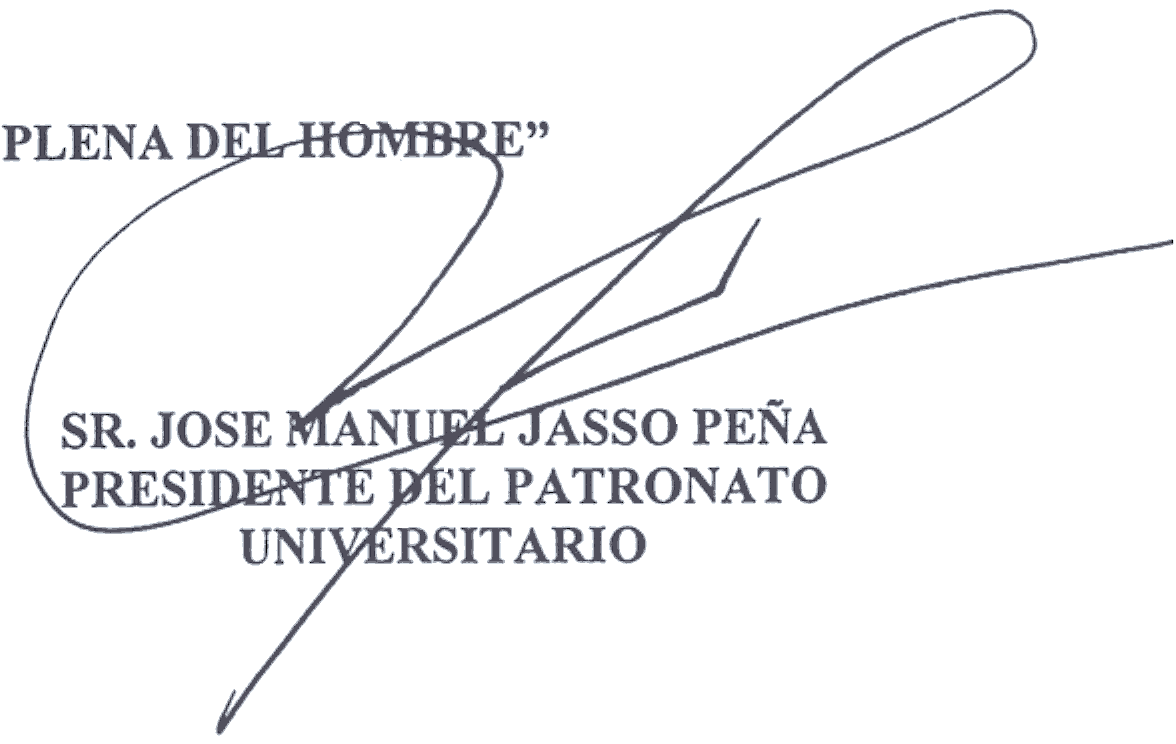 PLENA DEL HOMBRE”
SR. JOSE MANUEL JASSO PEÑA
PRESIDENTE DEL PATRONATO
UNIVERSITARIO